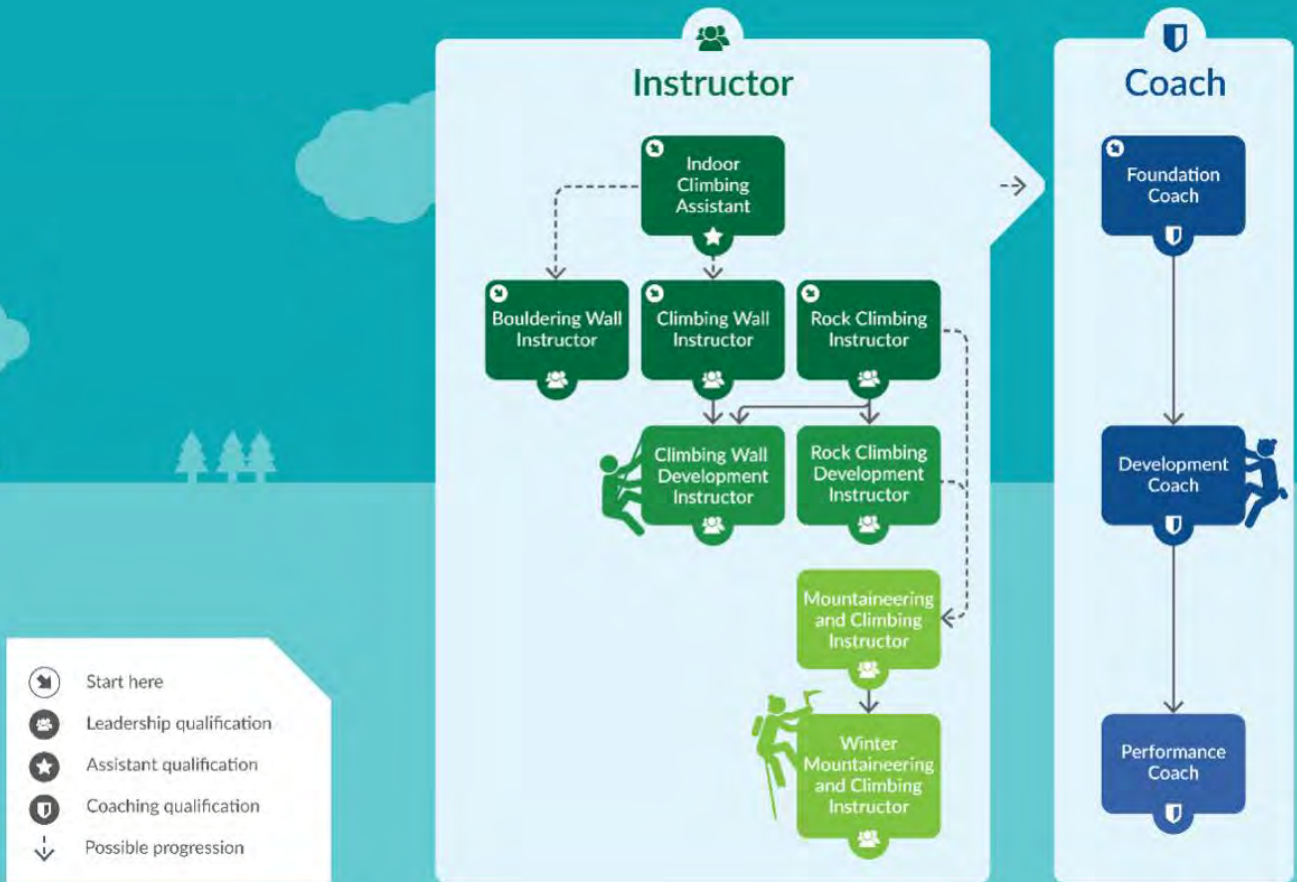 Instructor
Coach
Indoor
Climbing
Assistant
Foundation
Coach
Bouldering Wall
Instructor
Climbing Wall
Instructor
Rock Climbing
Instructor
Climbing Wall
Development
Instructor
Rock Climbing
Development
Instructor
Development
Coach
Mountaineering
and Climbing
Instructor
Winter
Mountaineering
and Climbing
Instructor
Performance
Coach
Start here
Leadership qualification
Assistant qualification
Coaching qualification
Possible progression